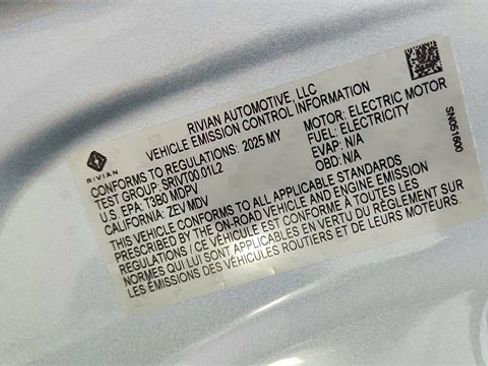 RIVIAN AUTOMOTIVE, LLC
VEHICLE EMISSION CONTROL INFORMATION
RIVIAN
CONFORMS TO REGULATIONS: 2025 MY
TEST GROUP: SRIVT00.01L2
U.S. EPA: T3B0 MDPV
CALIFORNIA: ZEV MDV
MOTOR: ELECTRIC MOTOR
FUEL: ELECTRICITY
EVAP: N/A
OBD: N/A
SN051600
THIS VEHICLE CONFORMS TO ALL APPLICABLE STANDARDS
PRESCRIBED BY THE ON-ROAD VEHICLE AND ENGINE EMISSION
REGULATIONS / CE VÉHICULE EST CONFORME À TOUTES LES
NORMES QUI LUI SONT APPLICABLES EN VERTU DU RÈGLEMENT SUR
LES ÉMISSIONS DES VÉHICULES ROUTIERS ET DE LEURS MOTEURS.